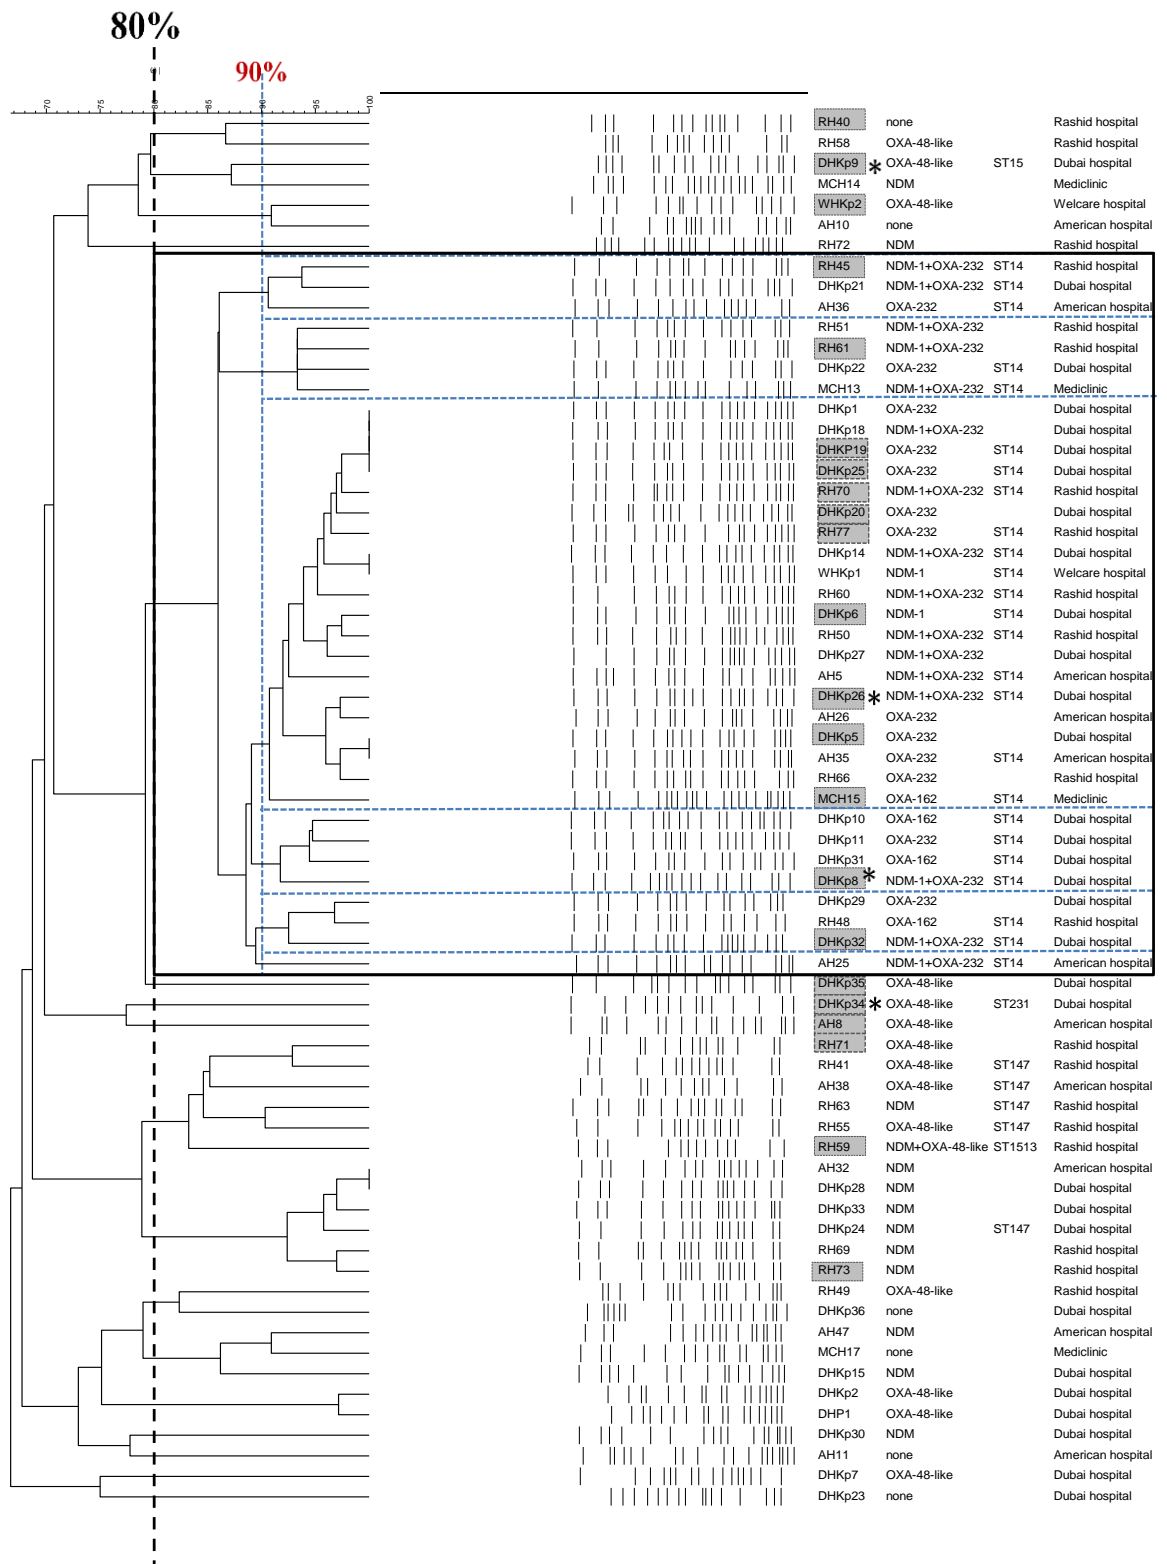 80%
90%
70 75 80 85 90 95 100
RH40 none Rashid hospital
RH58 OXA-48-like Rashid hospital
DHKp9 * OXA-48-like ST15 Dubai hospital
MCH14 NDM Mediclinic
WHKp2 OXA-48-like Welcare hospital
AH10 none American hospital
RH72 NDM Rashid hospital
RH45 NDM-1+OXA-232 ST14 Rashid hospital
DHKp21 NDM-1+OXA-232 ST14 Dubai hospital
AH36 OXA-232 ST14 American hospital
RH51 NDM-1+OXA-232 Rashid hospital
RH61 NDM-1+OXA-232 Rashid hospital
DHKp22 OXA-232 ST14 Dubai hospital
MCH13 NDM-1+OXA-232 ST14 Mediclinic
DHKp1 OXA-232 Dubai hospital
DHKp18 NDM-1+OXA-232 Dubai hospital
DHKP19 OXA-232 ST14 Dubai hospital
DHKp25 OXA-232 ST14 Dubai hospital
RH70 NDM-1+OXA-232 ST14 Rashid hospital
DHKp20 OXA-232 Dubai hospital
RH77 OXA-232 ST14 Rashid hospital
DHKp14 NDM-1+OXA-232 ST14 Dubai hospital
WHKp1 NDM-1 ST14 Welcare hospital
RH60 NDM-1+OXA-232 ST14 Rashid hospital
DHKp6 NDM-1 ST14 Dubai hospital
RH50 NDM-1+OXA-232 ST14 Rashid hospital
DHKp27 NDM-1+OXA-232 Dubai hospital
AH5 NDM-1+OXA-232 ST14 American hospital
DHKp26 * NDM-1+OXA-232 ST14 Dubai hospital
AH26 OXA-232 American hospital
DHKp5 OXA-232 Dubai hospital
AH35 OXA-232 ST14 American hospital
RH66 OXA-232 Rashid hospital
MCH15 OXA-162 ST14 Mediclinic
DHKp10 OXA-162 ST14 Dubai hospital
DHKp11 OXA-232 ST14 Dubai hospital
DHKp31 OXA-162 ST14 Dubai hospital
DHKp8 * NDM-1+OXA-232 ST14 Dubai hospital
DHKp29 OXA-232 Dubai hospital
RH48 OXA-162 ST14 Rashid hospital
DHKp32 NDM-1+OXA-232 ST14 Dubai hospital
AH25 NDM-1+OXA-232 ST14 American hospital
DHKp35 OXA-48-like Dubai hospital
DHKp34 * OXA-48-like ST231 Dubai hospital
AH8 OXA-48-like American hospital
RH71 OXA-48-like Rashid hospital
RH41 OXA-48-like ST147 Rashid hospital
AH38 OXA-48-like ST147 American hospital
RH63 NDM ST147 Rashid hospital
RH55 OXA-48-like ST147 Rashid hospital
RH59 NDM+OXA-48-like ST1513 Rashid hospital
AH32 NDM American hospital
DHKp28 NDM Dubai hospital
DHKp33 NDM Dubai hospital
DHKp24 NDM ST147 Dubai hospital
RH69 NDM Rashid hospital
RH73 NDM Rashid hospital
RH49 OXA-48-like Rashid hospital
DHKp36 none Dubai hospital
AH47 NDM American hospital
MCH17 none Mediclinic
DHKp15 NDM Dubai hospital
DHKp2 OXA-48-like Dubai hospital
DHP1 OXA-48-like Dubai hospital
DHKp30 NDM Dubai hospital
AH11 none American hospital
DHKp7 OXA-48-like Dubai hospital
DHKp23 none Dubai hospital